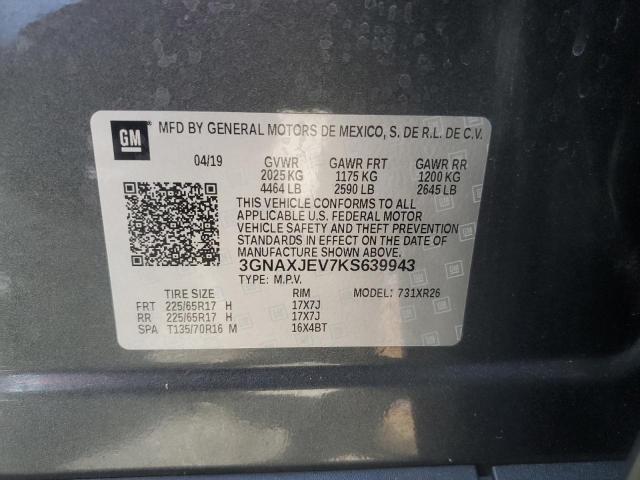 GM MFD BY GENERAL MOTORS DE MEXICO, S. DE R.L. DE C.V.
04/19 GVWR GAWR FRT GAWR RR
2025 KG 1175 KG 1200 KG
4464 LB 2590 LB 2645 LB
THIS VEHICLE CONFORMS TO ALL
APPLICABLE U.S. FEDERAL MOTOR
VEHICLE SAFETY AND THEFT PREVENTION
STANDARDS IN EFFECT ON THE DATE OF
MANUFACTURE SHOWN ABOVE.
3GNAXJEV7KS639943
TYPE: M.P.V. MODEL: 731XR26
TIRE SIZE RIM
FRT 225/65R17 H 17X7J
RR 225/65R17 H 17X7J
SPA T135/70R16 M 16X4BT